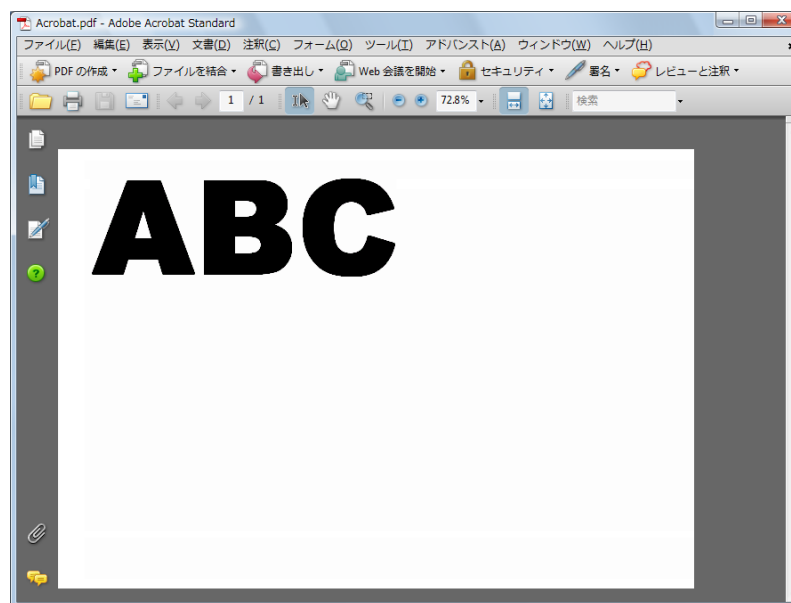 Acrobat.pdf - Adobe Acrobat Standard
ファイル(F) 編集(E) 表示(V) 文書(D) 注釈(C) フォーム(O) ツール(T) アドバンスト(A) ウィンドウ(W) ヘルプ(H)
PDF の作成 ファイルを結合 書き出し Web 会議を開始 セキュリティ 署名 レビューと注釈
1 / 1 72.8% 検索
ABC